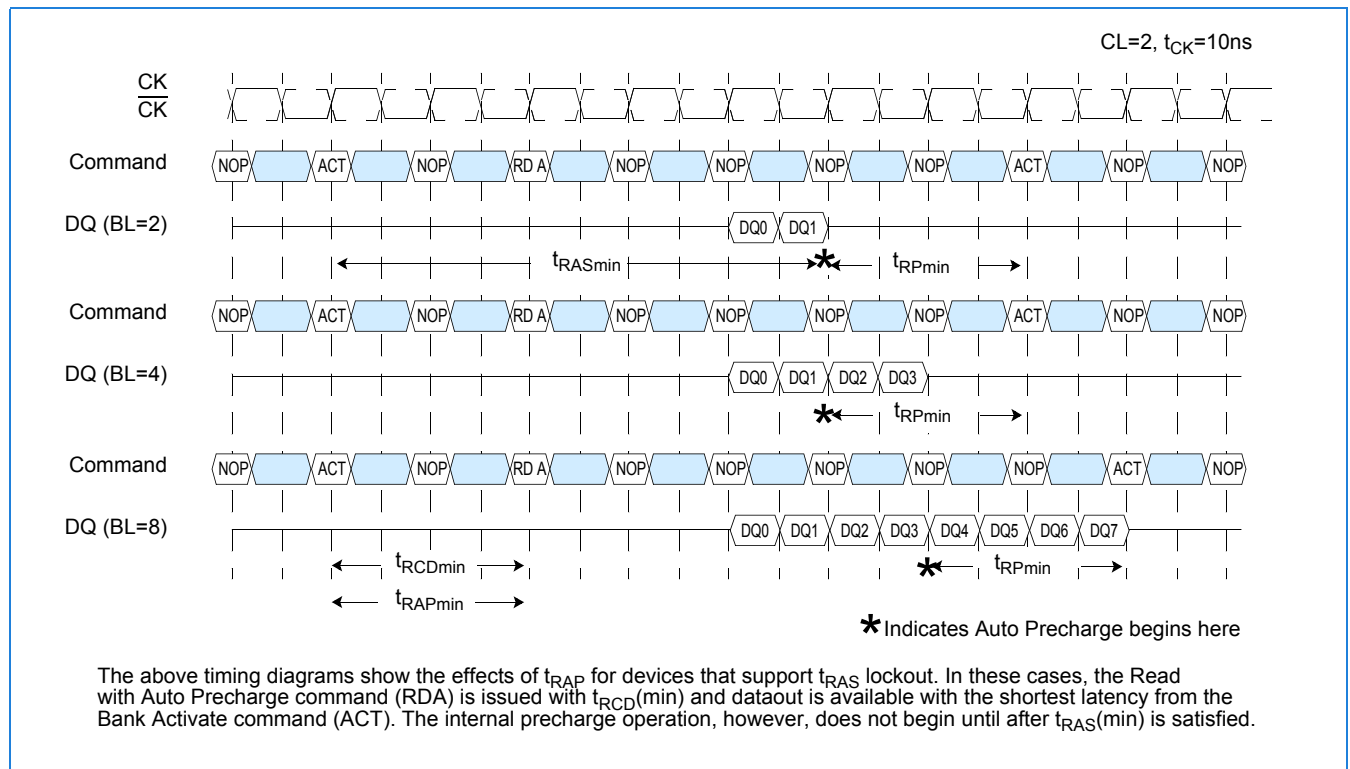 CL=2, tCK=10ns
CK
CK
Command NOP ACT NOP RD A NOP NOP NOP NOP ACT NOP NOP
DQ (BL=2) DQ0 DQ1
tRASmin * tRPmin
Command NOP ACT NOP RD A NOP NOP NOP NOP ACT NOP NOP
DQ (BL=4) DQ0 DQ1 DQ2 DQ3
* tRPmin
Command NOP ACT NOP RD A NOP NOP NOP NOP NOP ACT NOP
DQ (BL=8) DQ0 DQ1 DQ2 DQ3 DQ4 DQ5 DQ6 DQ7
tRCDmin * tRPmin
tRAPmin
* Indicates Auto Precharge begins here
The above timing diagrams show the effects of tRAP for devices that support tRAS lockout. In these cases, the Read
with Auto Precharge command (RDA) is issued with tRCD(min) and dataout is available with the shortest latency from the
Bank Activate command (ACT). The internal precharge operation, however, does not begin until after tRAS(min) is satisfied.